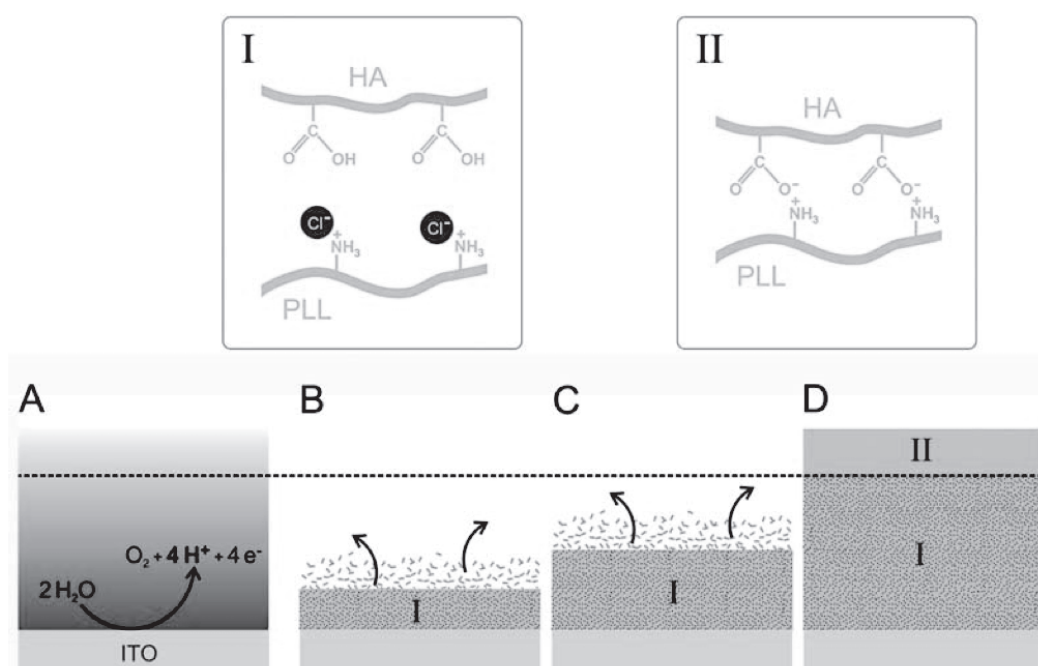 I
HA
C
O
OH
C
O
OH
Cl⁻
Cl⁻
+
NH₃
+
NH₃
PLL
II
HA
C
O
O⁻
C
O
O⁻
+
NH₃
+
NH₃
PLL
A
B
C
D
O₂ + 4 H⁺ + 4 e⁻
2 H₂O
ITO
I
I
II
I